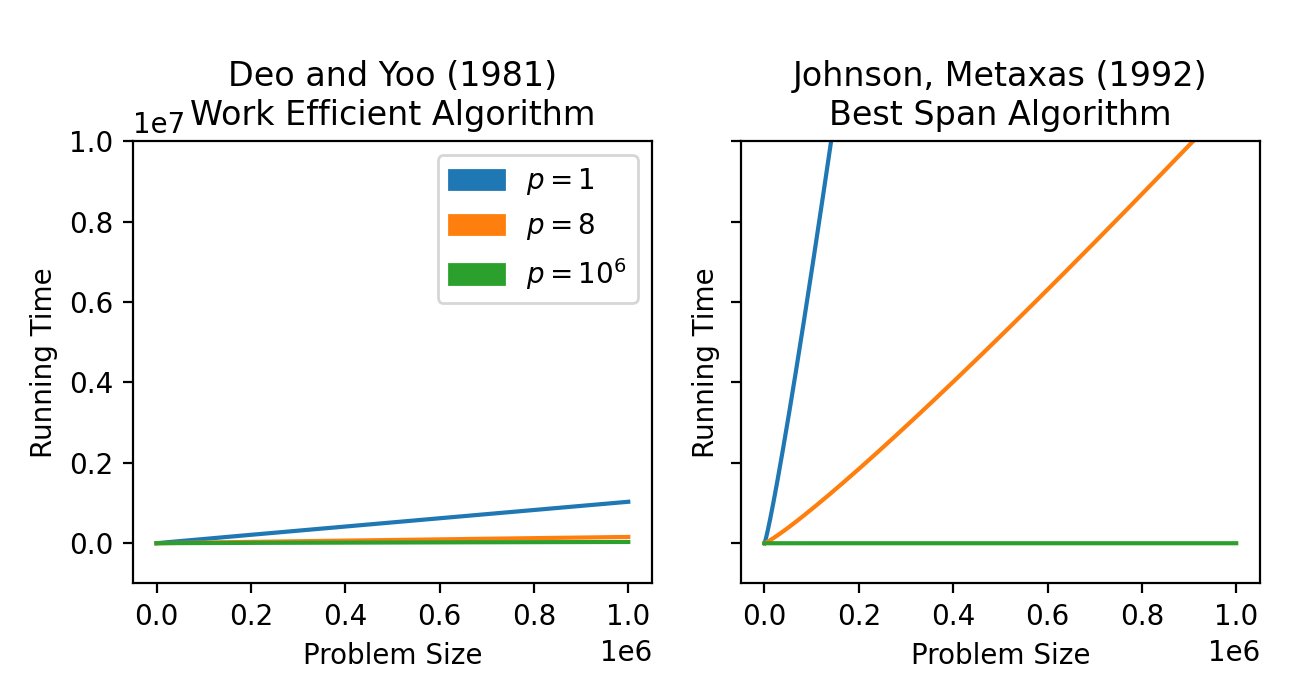 Deo and Yoo (1981)
Work Efficient Algorithm
1e7
1.0
0.8
0.6
0.4
0.2
0.0
Running Time
p = 1
p = 8
p = 10⁶
0.0 0.2 0.4 0.6 0.8 1.0
Problem Size
1e6
Johnson, Metaxas (1992)
Best Span Algorithm
Running Time
0.0 0.2 0.4 0.6 0.8 1.0
Problem Size
1e6